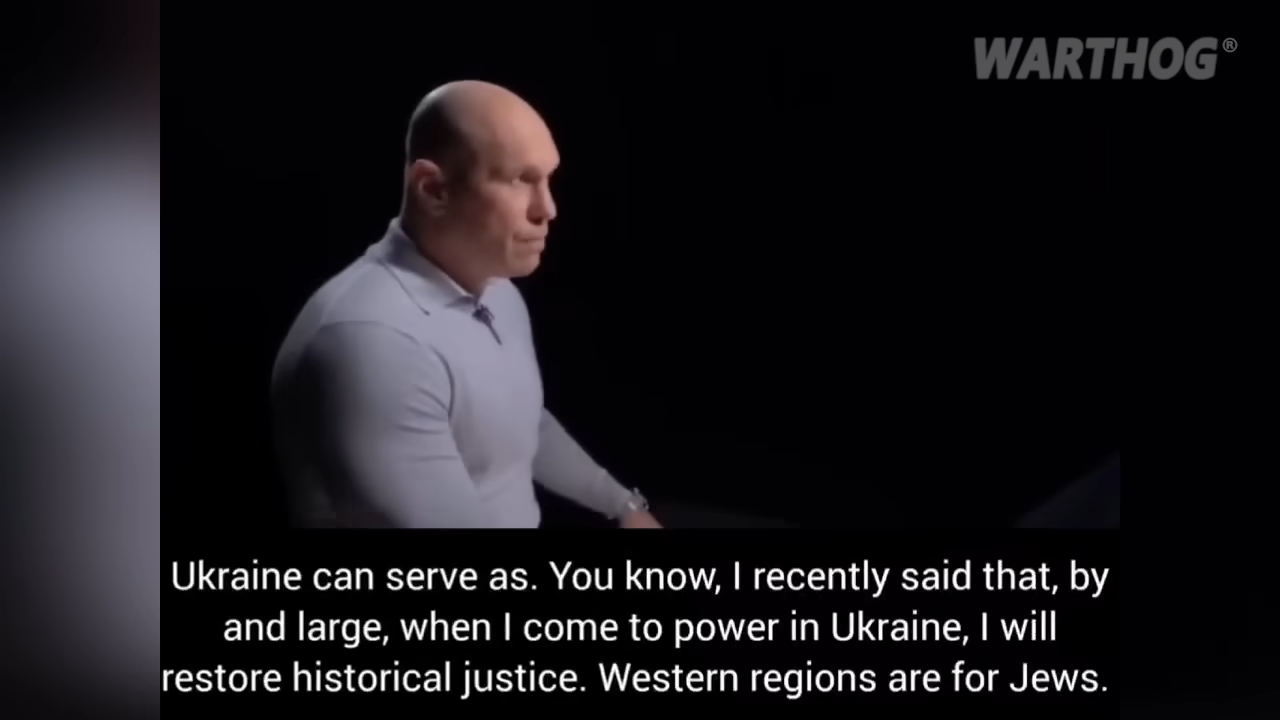 WARTHOG®
Ukraine can serve as. You know, I recently said that, by
and large, when I come to power in Ukraine, I will
restore historical justice. Western regions are for Jews.